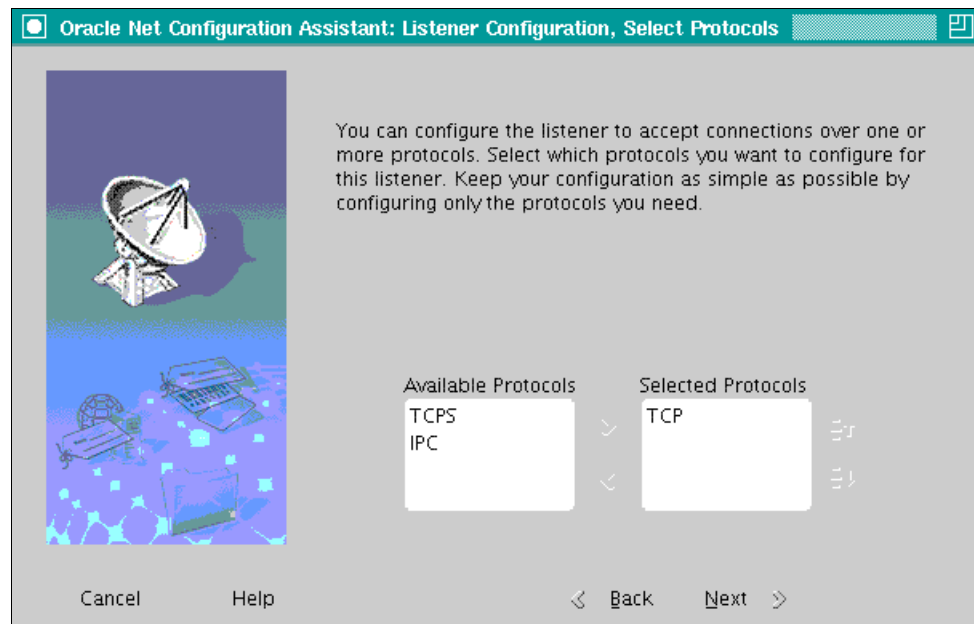 Oracle Net Configuration Assistant: Listener Configuration, Select Protocols
You can configure the listener to accept connections over one or
more protocols. Select which protocols you want to configure for
this listener. Keep your configuration as simple as possible by
configuring only the protocols you need.
Available Protocols
TCPS
IPC
Selected Protocols
TCP
Cancel Help Back Next